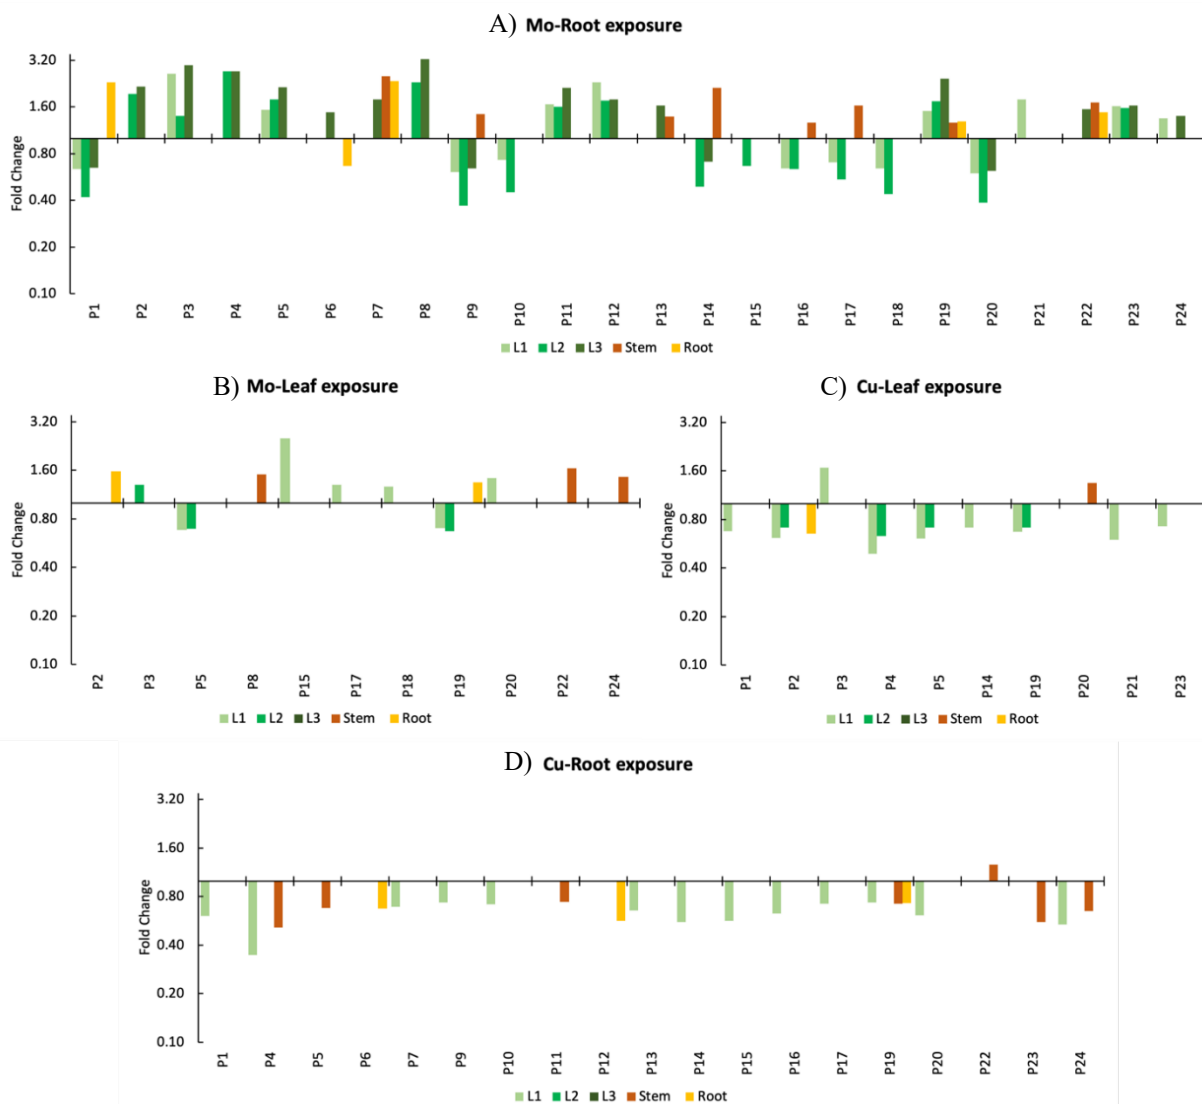 A) Mo-Root exposure
3.20
1.60
0.80
0.40
0.20
0.10
Fold Change
P1 P2 P3 P4 P5 P6 P7 P8 P9 P10 P11 P12 P13 P14 P15 P16 P17 P18 P19 P20 P21 P22 P23 P24
L1 L2 L3 Stem Root
B) Mo-Leaf exposure
3.20
1.60
0.80
0.40
0.20
0.10
Fold Change
P2 P3 P5 P8 P15 P17 P18 P19 P20 P22 P24
L1 L2 L3 Stem Root
C) Cu-Leaf exposure
3.20
1.60
0.80
0.40
0.20
0.10
Fold Change
P1 P2 P3 P4 P5 P14 P19 P20 P21 P23
L1 L2 L3 Stem Root
D) Cu-Root exposure
3.20
1.60
0.80
0.40
0.20
0.10
Fold Change
P1 P4 P5 P6 P7 P9 P10 P11 P12 P13 P14 P15 P16 P17 P19 P20 P22 P23 P24
L1 L2 L3 Stem Root